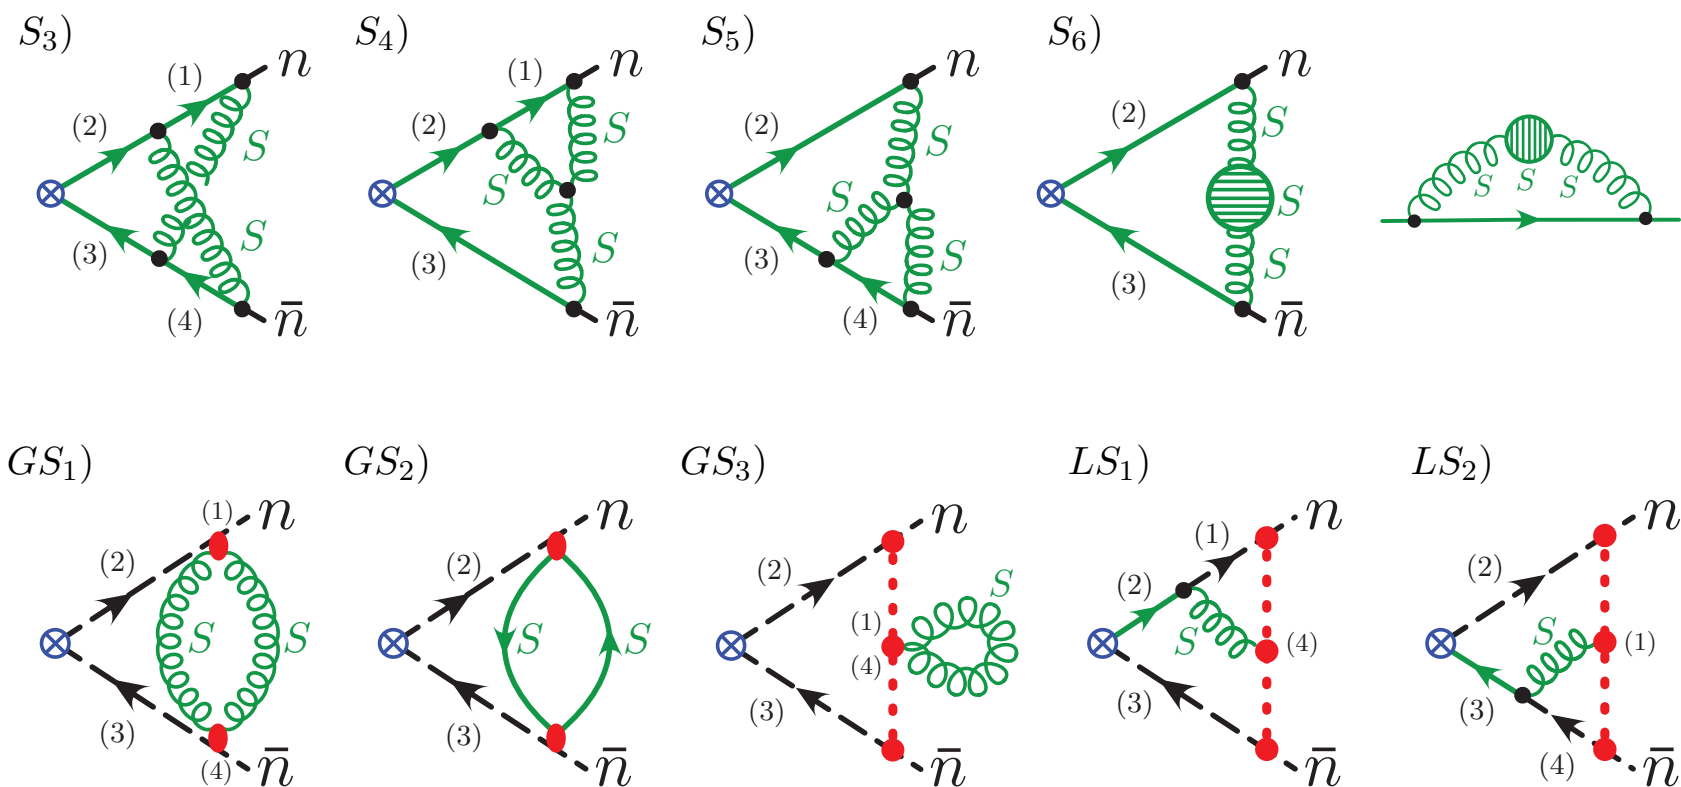 S₃) S₄) S₅) S₆)
n n n n
(1) (1)
(2) (2) (2) (2)
S S S S
S S S S S S
S S S
(3) (3) (3) (3)
(4) (4)
n̄ n̄ n̄ n̄
GS₁) GS₂) GS₃) LS₁) LS₂)
(1) n n n (1) n n
(2) (2) (2) (2) (2)
S S S S S S S
(1) (4) (4) (1)
(3) (3) (3) (3) (3)
(4) n̄ n̄ n̄ n̄ (4) n̄